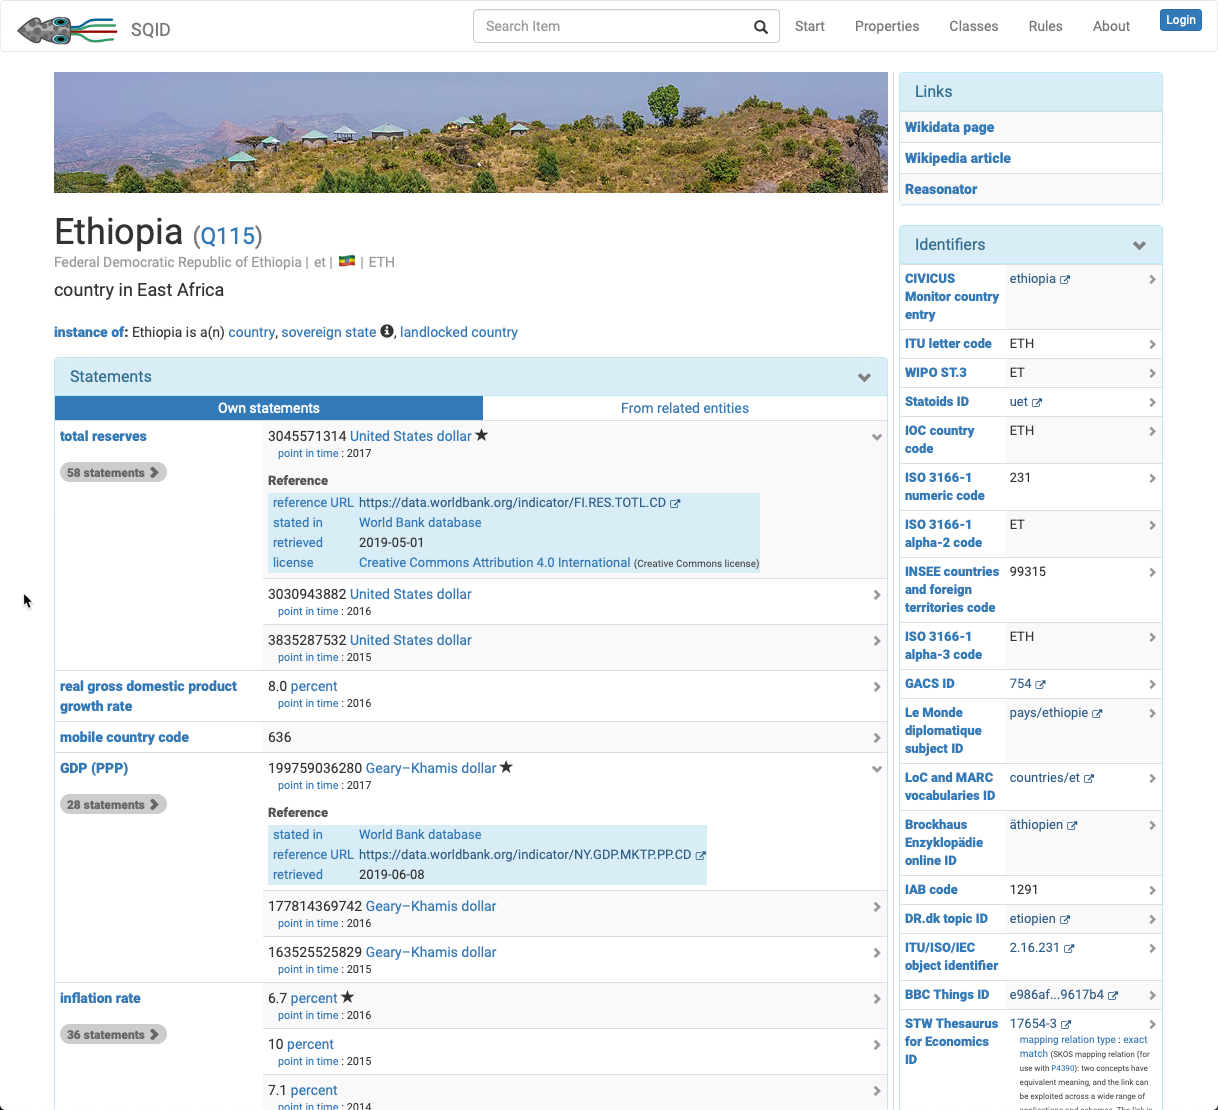 SQID
Search Item
Start
Properties
Classes
Rules
About
Login
Ethiopia (Q115)
Federal Democratic Republic of Ethiopia | et | 🇪🇹 | ETH
country in East Africa
instance of: Ethiopia is a(n) country, sovereign state, landlocked country
Statements
Own statements
From related entities
total reserves
58 statements
3045571314 United States dollar ★
point in time : 2017
Reference
reference URL https://data.worldbank.org/indicator/FI.RES.TOTL.CD
stated in World Bank database
retrieved 2019-05-01
license Creative Commons Attribution 4.0 International (Creative Commons license)
3030943882 United States dollar
point in time : 2016
3835287532 United States dollar
point in time : 2015
real gross domestic product
growth rate
8.0 percent
point in time : 2016
mobile country code
636
GDP (PPP)
28 statements
199759036280 Geary–Khamis dollar ★
point in time : 2017
Reference
stated in World Bank database
reference URL https://data.worldbank.org/indicator/NY.GDP.MKTP.PP.CD
retrieved 2019-06-08
177814369742 Geary–Khamis dollar
point in time : 2016
163525525829 Geary–Khamis dollar
point in time : 2015
inflation rate
36 statements
6.7 percent ★
point in time : 2016
10 percent
point in time : 2015
7.1 percent
point in time : 2014
Links
Wikidata page
Wikipedia article
Reasonator
Identifiers
CIVICUS
Monitor country
entry
ethiopia
ITU letter code
ETH
WIPO ST.3
ET
Statoids ID
uet
IOC country
code
ETH
ISO 3166-1
numeric code
231
ISO 3166-1
alpha-2 code
ET
INSEE countries
and foreign
territories code
99315
ISO 3166-1
alpha-3 code
ETH
GACS ID
754
Le Monde
diplomatique
subject ID
pays/ethiopie
LoC and MARC
vocabularies ID
countries/et
Brockhaus
Enzyklopädie
online ID
äthiopien
IAB code
1291
DR.dk topic ID
etiopien
ITU/ISO/IEC
object identifier
2.16.231
BBC Things ID
e986af...9617b4
STW Thesaurus
for Economics
ID
17654-3
mapping relation type : exact
match (SKOS mapping relation (for
use with P4390): two concepts have
equivalent meaning, and the link can
be exploited across a wide range of